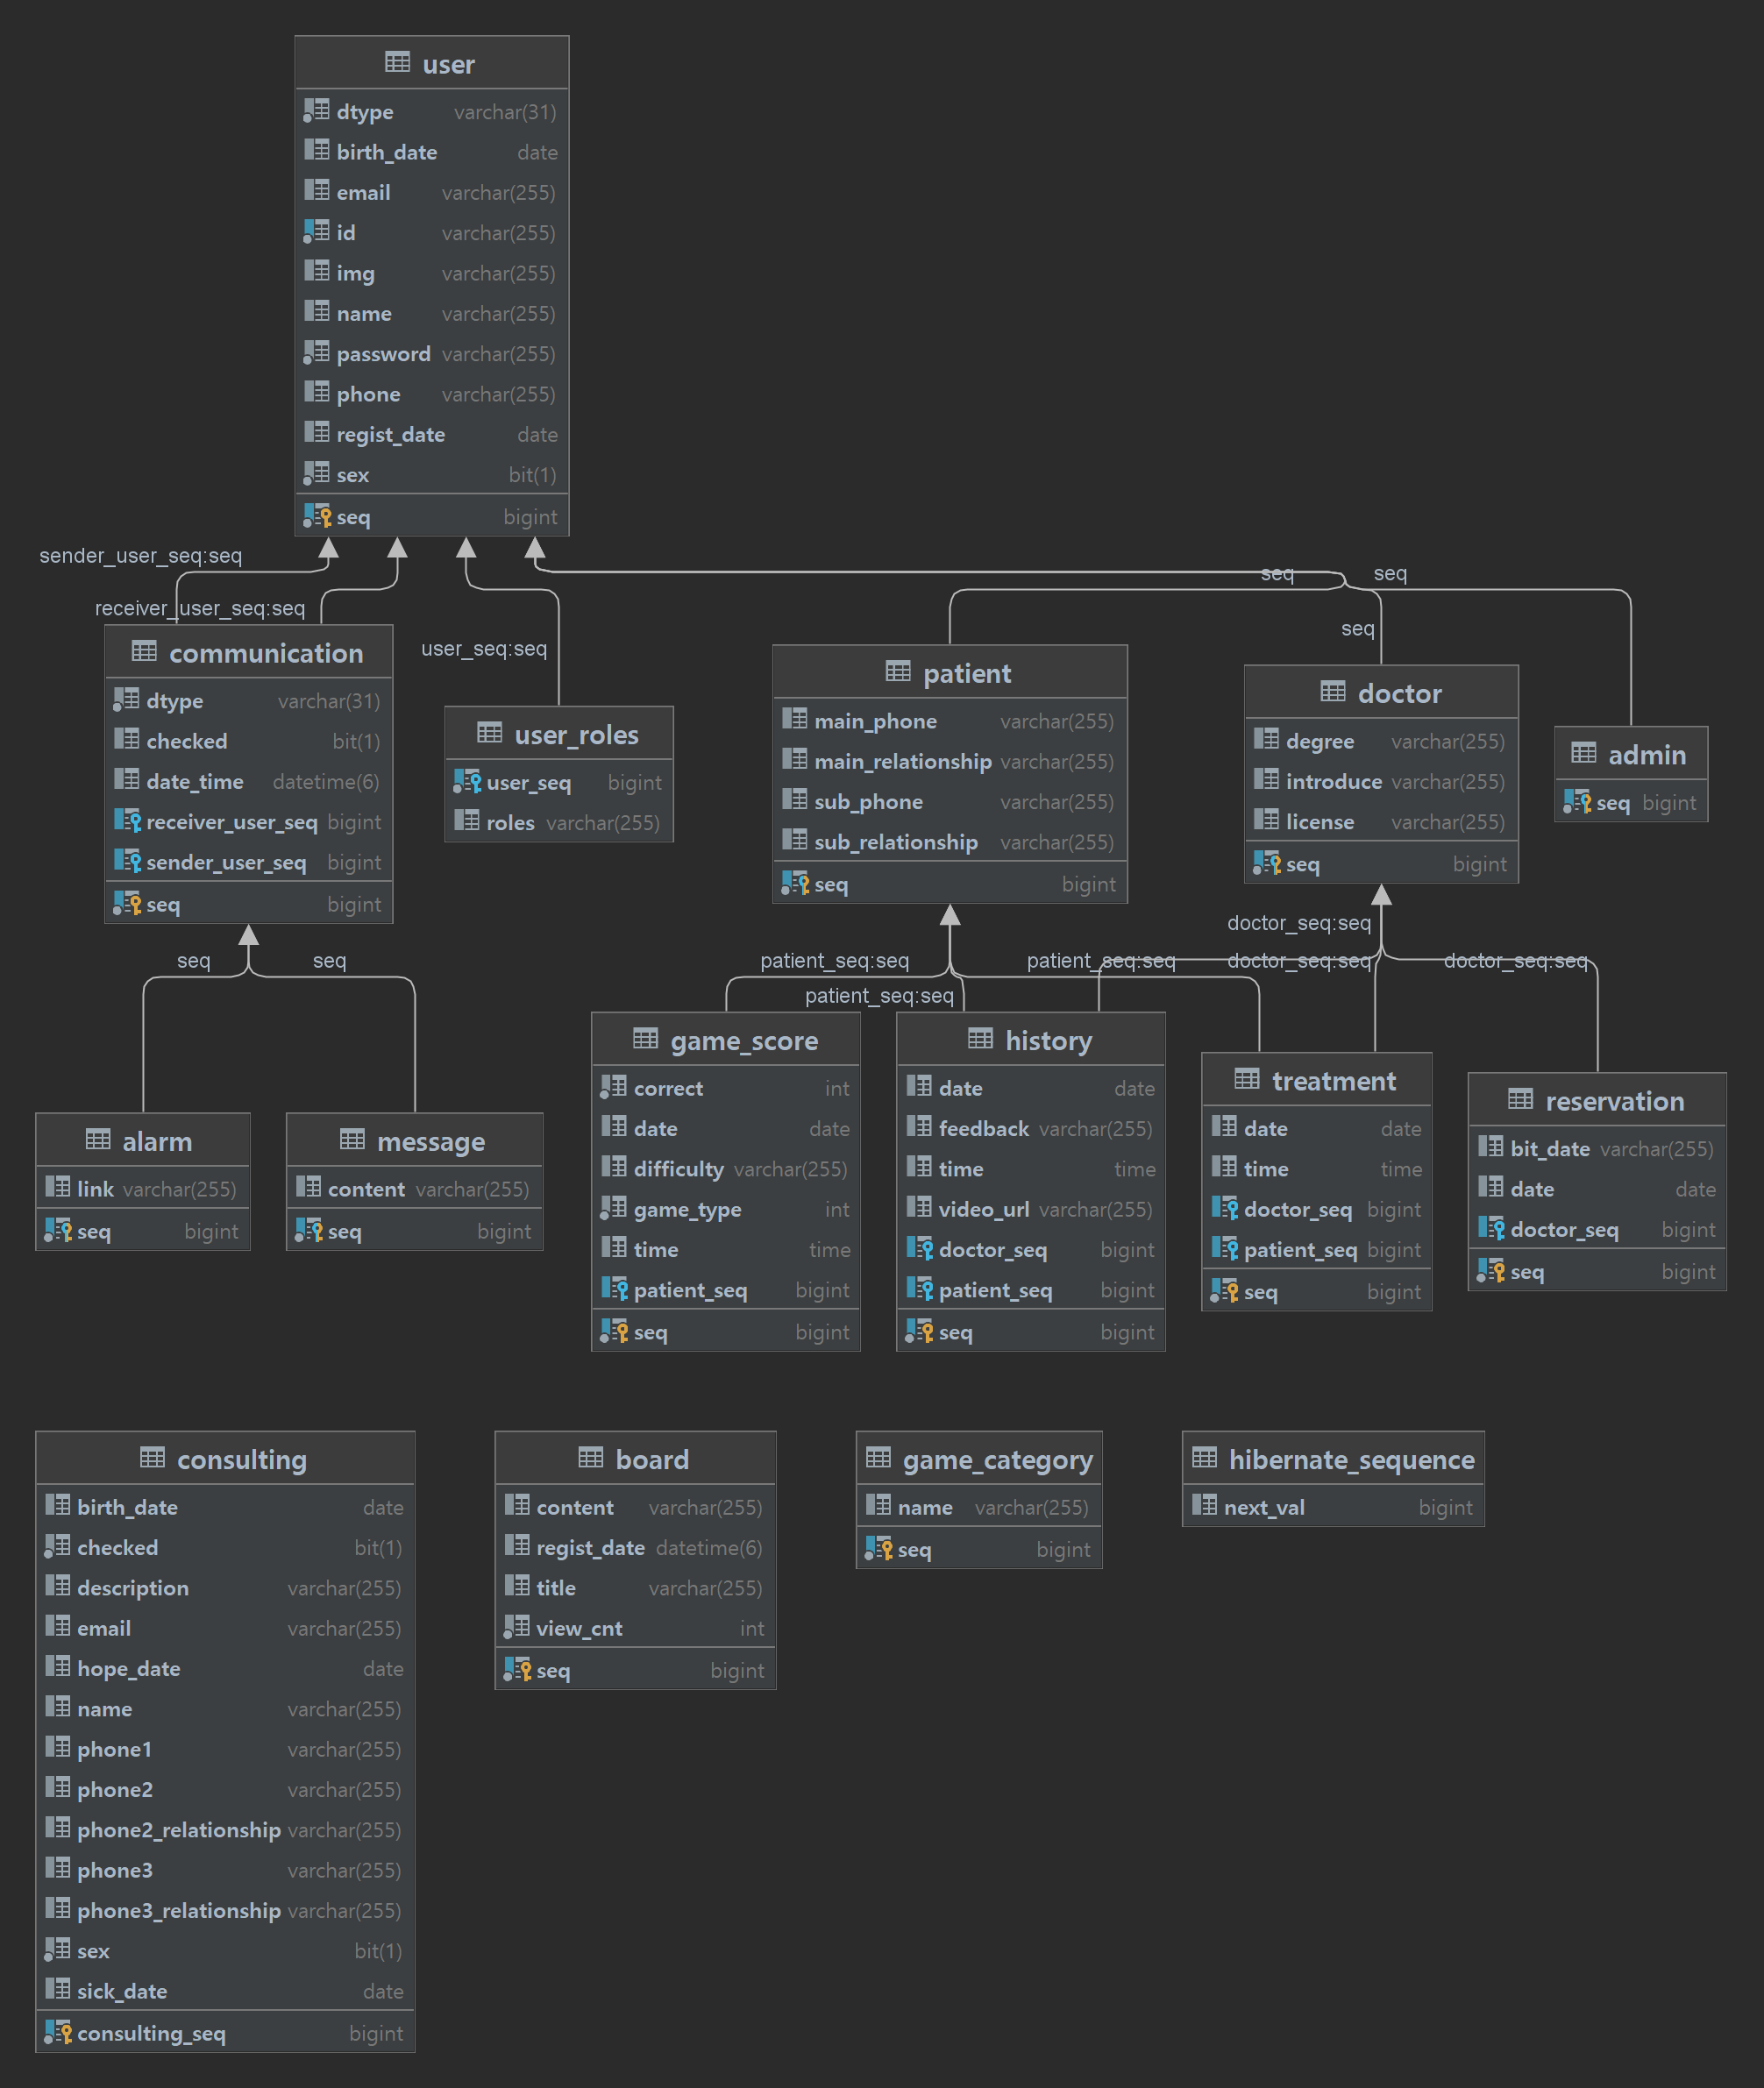 user
dtype varchar(31)
birth_date date
email varchar(255)
id varchar(255)
img varchar(255)
name varchar(255)
password varchar(255)
phone varchar(255)
regist_date date
sex bit(1)
seq bigint
sender_user_seq:seq
receiver_user_seq:seq
user_seq:seq
seq
seq
seq
communication
dtype varchar(31)
checked bit(1)
date_time datetime(6)
receiver_user_seq bigint
sender_user_seq bigint
seq bigint
user_roles
user_seq bigint
roles varchar(255)
patient
main_phone varchar(255)
main_relationship varchar(255)
sub_phone varchar(255)
sub_relationship varchar(255)
seq bigint
doctor
degree varchar(255)
introduce varchar(255)
license varchar(255)
seq bigint
admin
seq bigint
seq
seq
patient_seq:seq
patient_seq:seq
patient_seq:seq
doctor_seq:seq
doctor_seq:seq
doctor_seq:seq
alarm
link varchar(255)
seq bigint
message
content varchar(255)
seq bigint
game_score
correct int
date date
difficulty varchar(255)
game_type int
time time
patient_seq bigint
seq bigint
history
date date
feedback varchar(255)
time time
video_url varchar(255)
doctor_seq bigint
patient_seq bigint
seq bigint
treatment
date date
time time
doctor_seq bigint
patient_seq bigint
seq bigint
reservation
bit_date varchar(255)
date date
doctor_seq bigint
seq bigint
consulting
birth_date date
checked bit(1)
description varchar(255)
email varchar(255)
hope_date date
name varchar(255)
phone1 varchar(255)
phone2 varchar(255)
phone2_relationship varchar(255)
phone3 varchar(255)
phone3_relationship varchar(255)
sex bit(1)
sick_date date
consulting_seq bigint
board
content varchar(255)
regist_date datetime(6)
title varchar(255)
view_cnt int
seq bigint
game_category
name varchar(255)
seq bigint
hibernate_sequence
next_val bigint